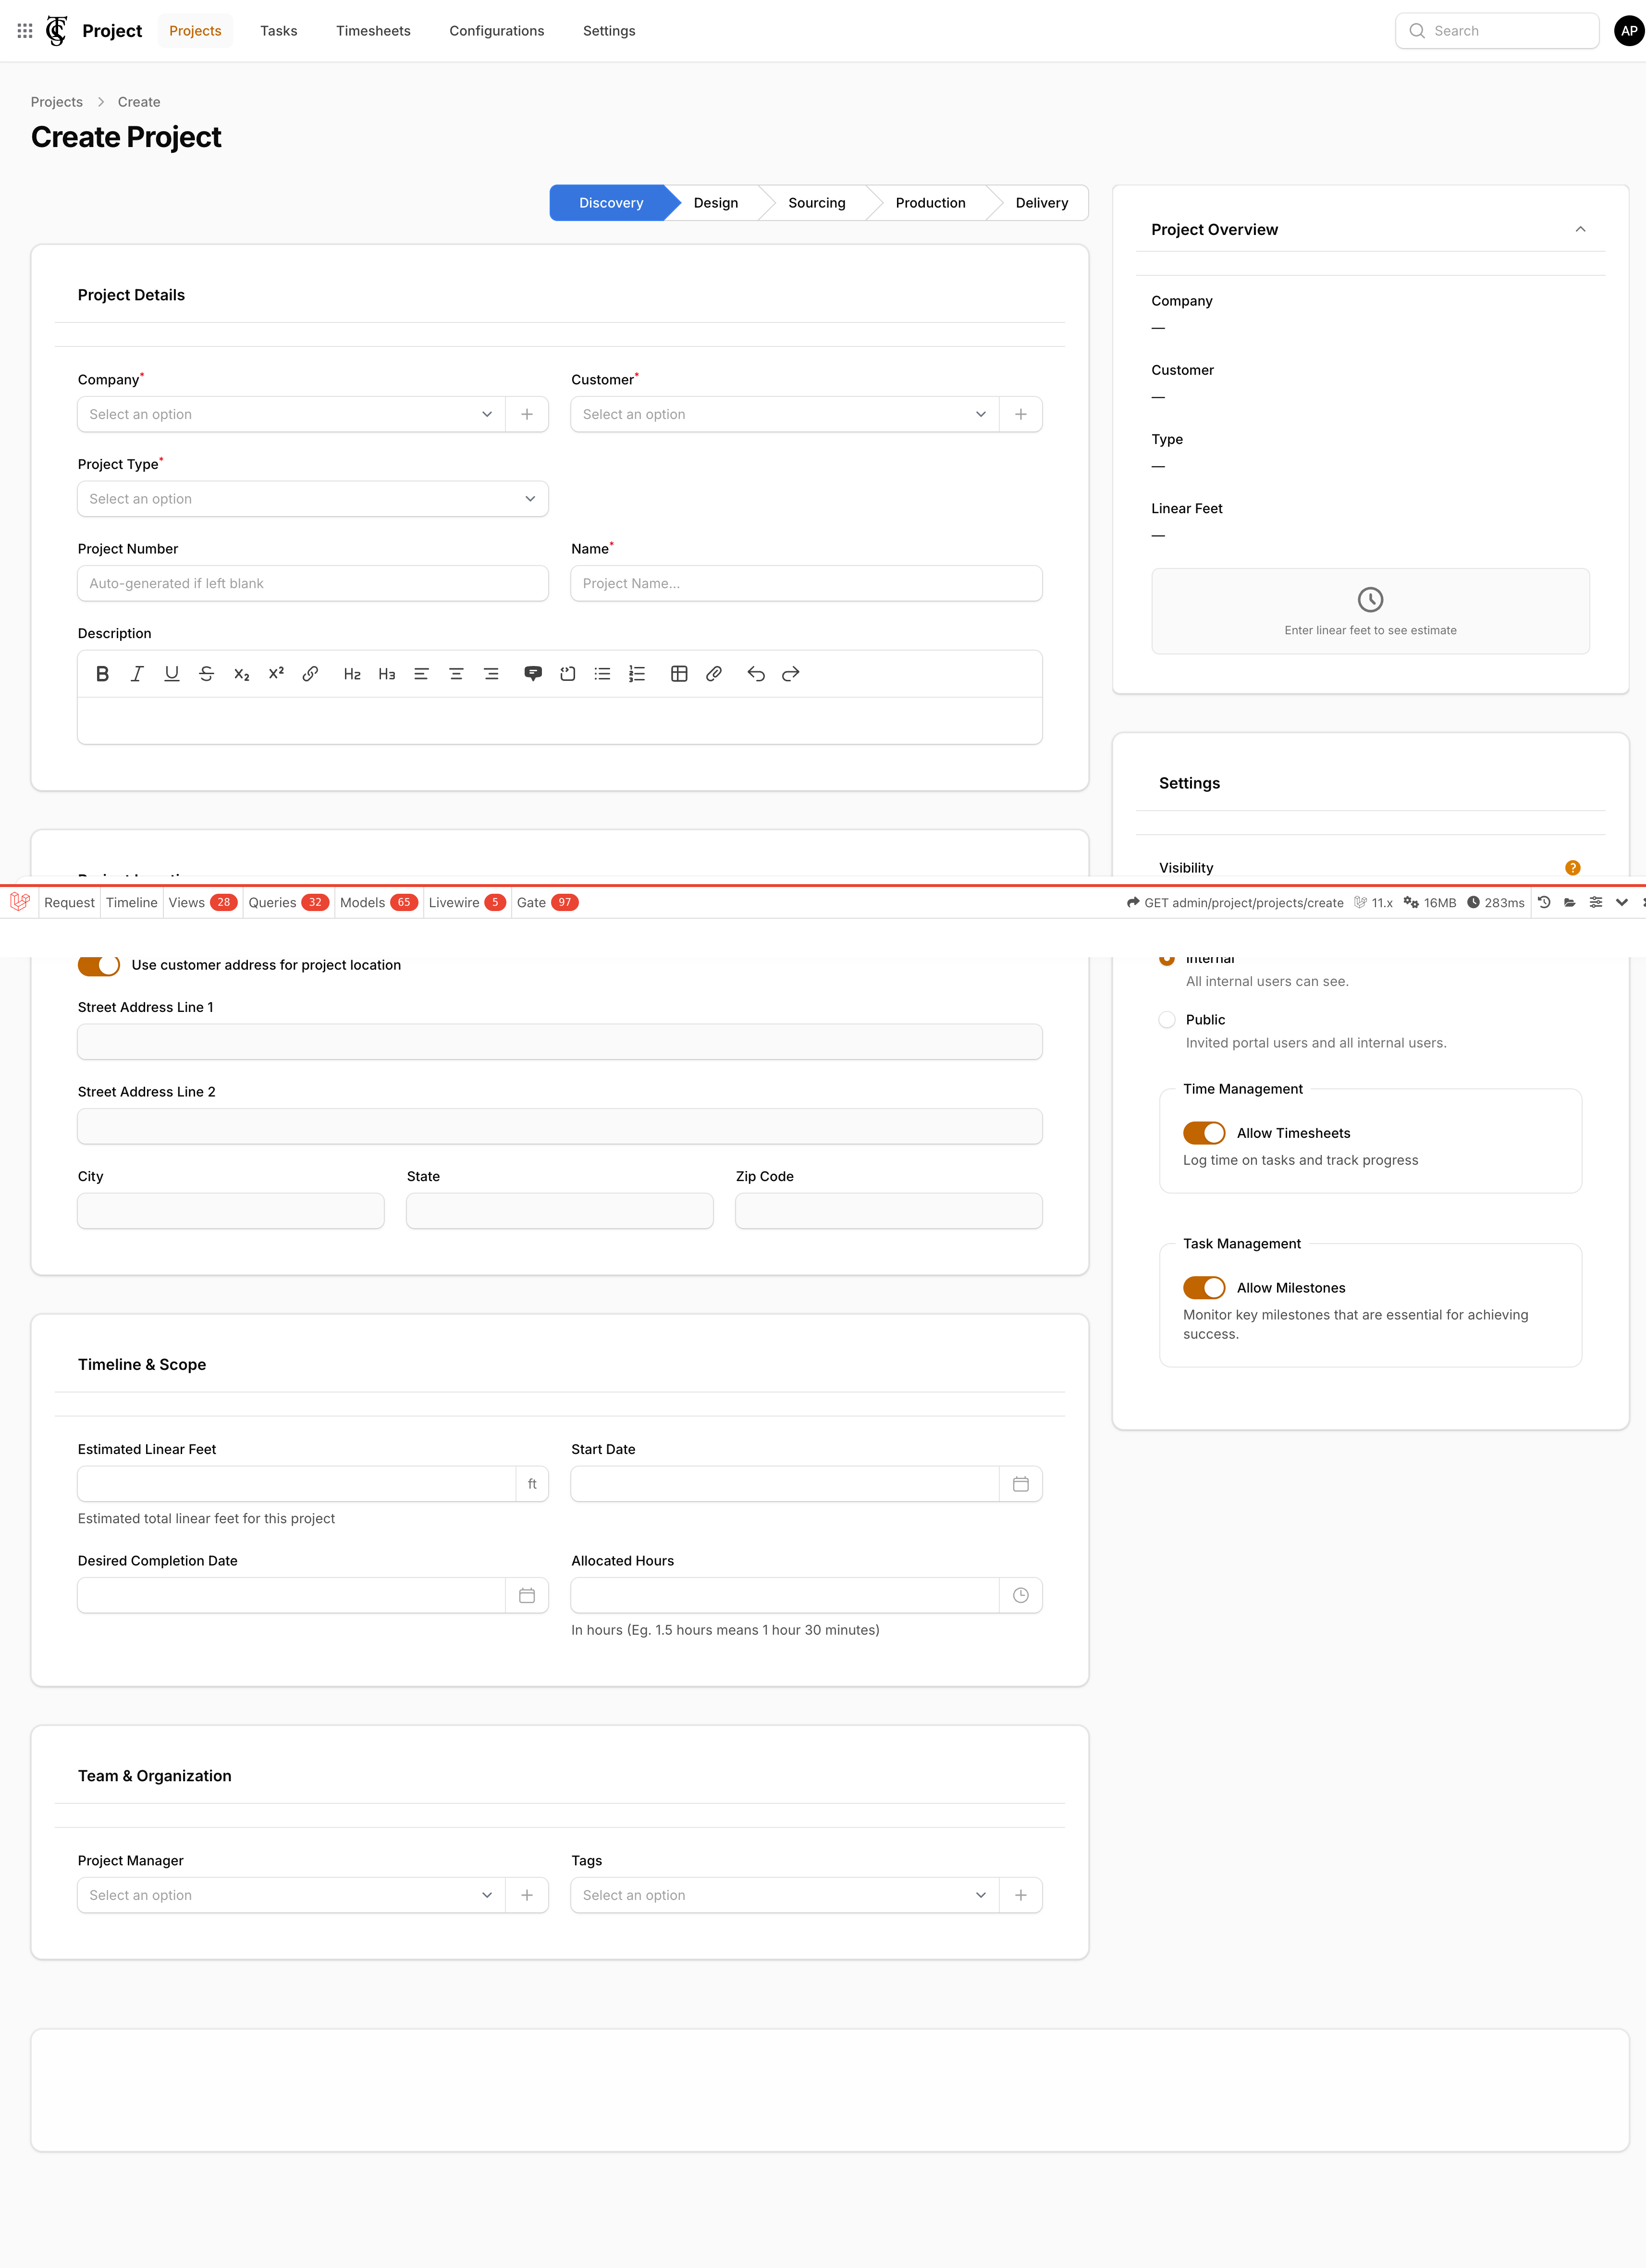 Project
Projects
Tasks
Timesheets
Configurations
Settings
Search
AP
Projects
Create
Create Project
Discovery
Design
Sourcing
Production
Delivery
Project Details
Company*
Customer*
Select an option
Select an option
Project Type*
Select an option
Project Number
Name*
Auto-generated if left blank
Project Name...
Description
H2
H3
Use customer address for project location
Street Address Line 1
Street Address Line 2
City
State
Zip Code
Timeline & Scope
Estimated Linear Feet
Start Date
ft
Estimated total linear feet for this project
Desired Completion Date
Allocated Hours
In hours (Eg. 1.5 hours means 1 hour 30 minutes)
Team & Organization
Project Manager
Tags
Select an option
Select an option
Project Overview
Company
—
Customer
—
Type
—
Linear Feet
—
Enter linear feet to see estimate
Settings
Visibility
?
Internal
All internal users can see.
Public
Invited portal users and all internal users.
Time Management
Allow Timesheets
Log time on tasks and track progress
Task Management
Allow Milestones
Monitor key milestones that are essential for achieving
success.
Request
Timeline
Views 28
Queries 32
Models 65
Livewire 5
Gate 97
GET admin/project/projects/create
11.x
16MB
283ms